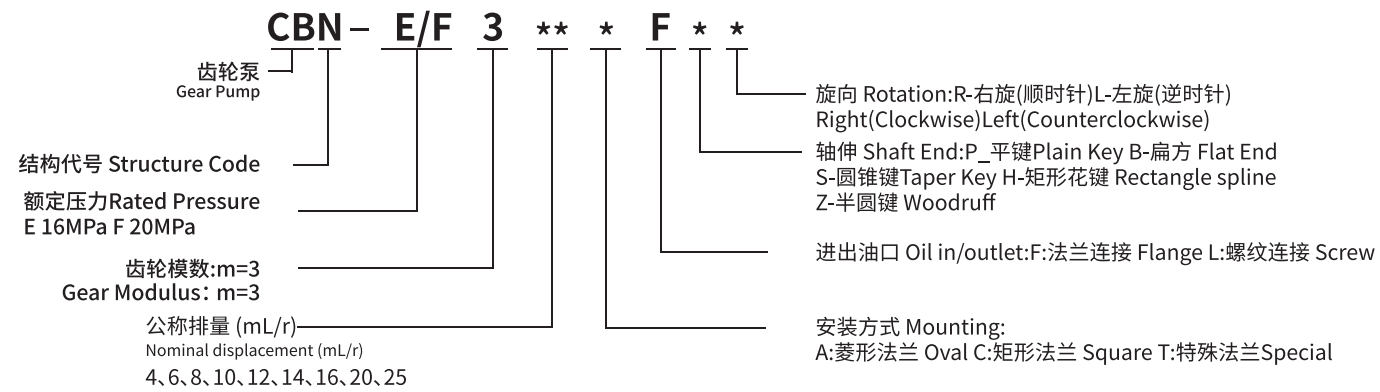 CBN – E/F 3 ** * F * *
齿轮泵
Gear Pump
结构代号 Structure Code
额定压力Rated Pressure
E 16MPa F 20MPa
齿轮模数:m=3
Gear Modulus：m=3
公称排量 (mL/r)
Nominal displacement (mL/r)
4、6、8、10、12、14、16、20、25
旋向 Rotation:R-右旋(顺时针)L-左旋(逆时针)
Right(Clockwise)Left(Counterclockwise)
轴伸 Shaft End:P_平键Plain Key B-扁方 Flat End
S-圆锥键Taper Key H-矩形花键 Rectangle spline
Z-半圆键 Woodruff
进出油口 Oil in/outlet:F:法兰连接 Flange L:螺纹连接 Screw
安装方式 Mounting:
A:菱形法兰 Oval C:矩形法兰 Square T:特殊法兰Special